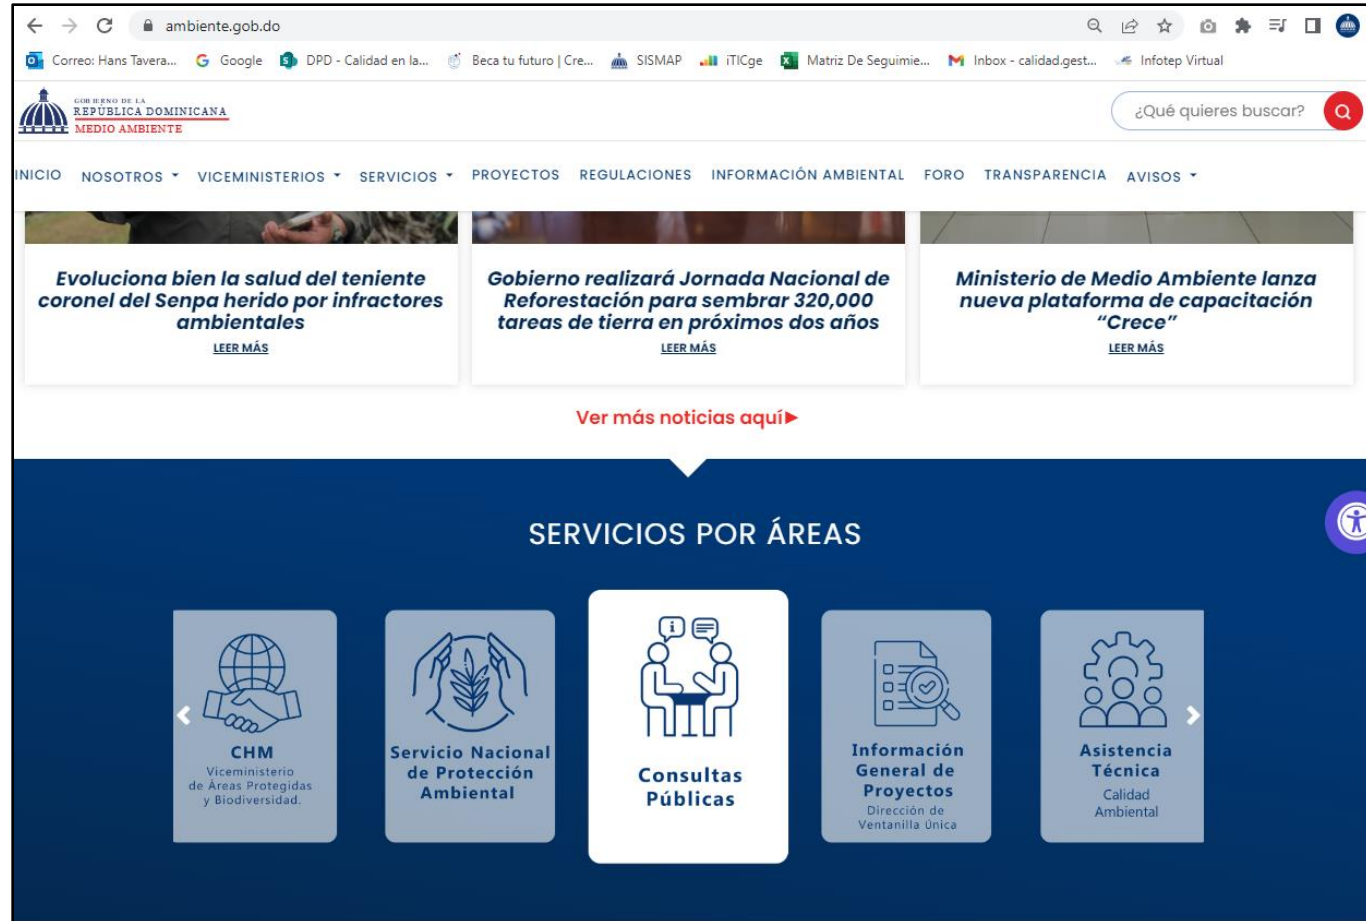 ambiente.gob.do
Correo: Hans Tavera... Google DPD - Calidad en la... Beca tu futuro | Cre... SISMAP iTICge Matriz De Seguimie... Inbox - calidad.gest... Infotep Virtual
GOBIERNO DE LA
REPÚBLICA DOMINICANA
MEDIO AMBIENTE
¿Qué quieres buscar?
INICIO NOSOTROS VICEMINISTERIOS SERVICIOS PROYECTOS REGULACIONES INFORMACIÓN AMBIENTAL FORO TRANSPARENCIA AVISOS
Evoluciona bien la salud del teniente
coronel del Senpa herido por infractores
ambientales
LEER MÁS
Gobierno realizará Jornada Nacional de
Reforestación para sembrar 320,000
tareas de tierra en próximos dos años
LEER MÁS
Ministerio de Medio Ambiente lanza
nueva plataforma de capacitación
“Crece”
LEER MÁS
Ver más noticias aquí►
SERVICIOS POR ÁREAS
CHM
Viceministerio
de Áreas Protegidas
y Biodiversidad.
Servicio Nacional
de Protección
Ambiental
Consultas
Públicas
Información
General de
Proyectos
Dirección de
Ventanilla Única
Asistencia
Técnica
Calidad
Ambiental